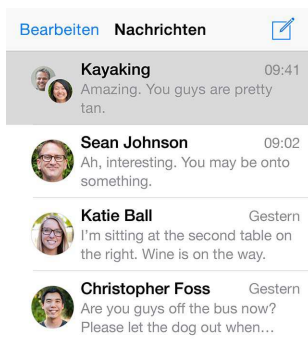 Bearbeiten Nachrichten
Kayaking 09:41
Amazing. You guys are pretty
tan.
Sean Johnson 09:02
Ah, interesting. You may be onto
something.
Katie Ball Gestern
I'm sitting at the second table on
the right. Wine is on the way.
Christopher Foss Gestern
Are you guys off the bus now?
Please let the dog out when…